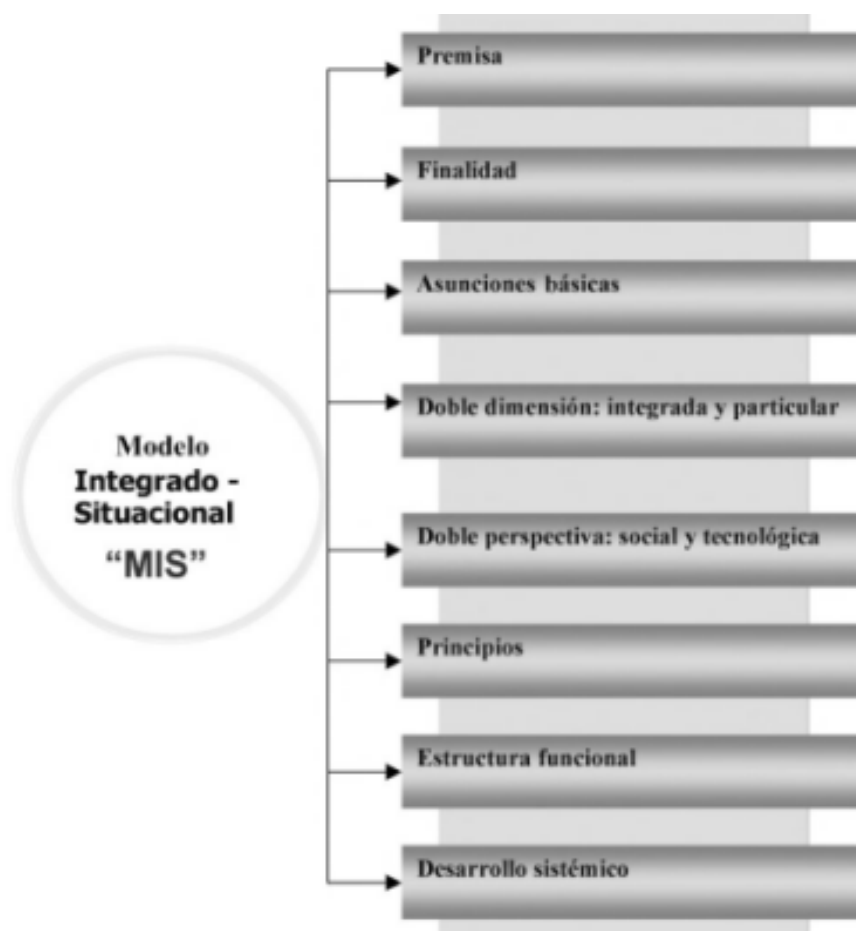 Premisa
Finalidad
Asunciones básicas
Doble dimensión: integrada y particular
Modelo
Integrado -
Situacional
“MIS”
Doble perspectiva: social y tecnológica
Principios
Estructura funcional
Desarrollo sistémico